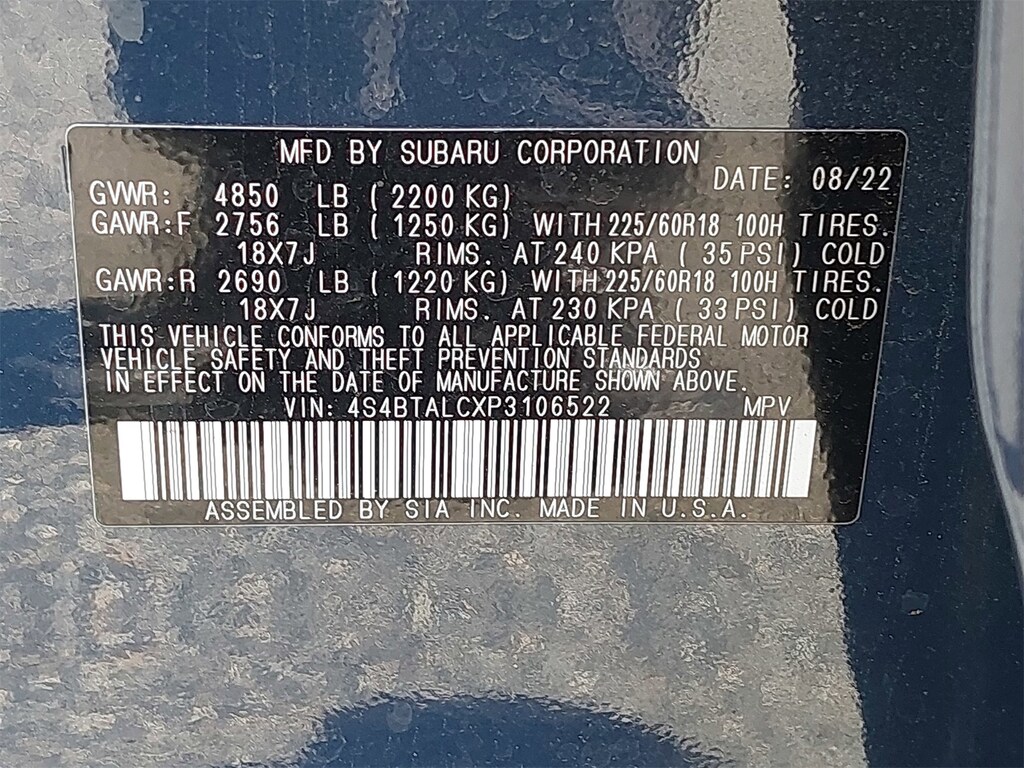 MFD BY SUBARU CORPORATION
DATE: 08/22
GVWR: 4850 LB ( 2200 KG)
GAWR:F 2756 LB ( 1250 KG) WITH 225/60R18 100H TIRES.
18X7J RIMS. AT 240 KPA ( 35 PSI) COLD
GAWR:R 2690 LB ( 1220 KG) WITH 225/60R18 100H TIRES.
18X7J RIMS. AT 230 KPA ( 33 PSI) COLD
THIS VEHICLE CONFORMS TO ALL APPLICABLE FEDERAL MOTOR
VEHICLE SAFETY AND THEFT PREVENTION STANDARDS
IN EFFECT ON THE DATE OF MANUFACTURE SHOWN ABOVE.
VIN: 4S4BTALCXP3106522 MPV
ASSEMBLED BY SIA INC. MADE IN U.S.A.